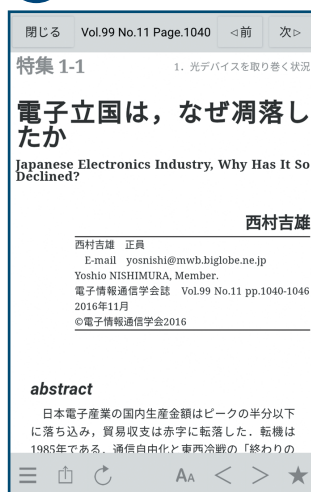 閉じる Vol.99 No.11 Page.1040 ◁前 次▷
特集 1-1 1．光デバイスを取り巻く状況
電子立国は，なぜ凋落し
たか
Japanese Electronics Industry, Why Has It So
Declined?
西村吉雄
西村吉雄　正員
E-mail　yosnishi@mwb.biglobe.ne.jp
Yoshio NISHIMURA, Member.
電子情報通信学会誌　Vol.99 No.11 pp.1040-1046
2016年11月
©電子情報通信学会2016
abstract
日本電子産業の国内生産金額はピークの半分以下
に落ち込み，貿易収支は赤字に転落した．転機は
1985年である．通信自由化と東西冷戦の「終わりの
AA